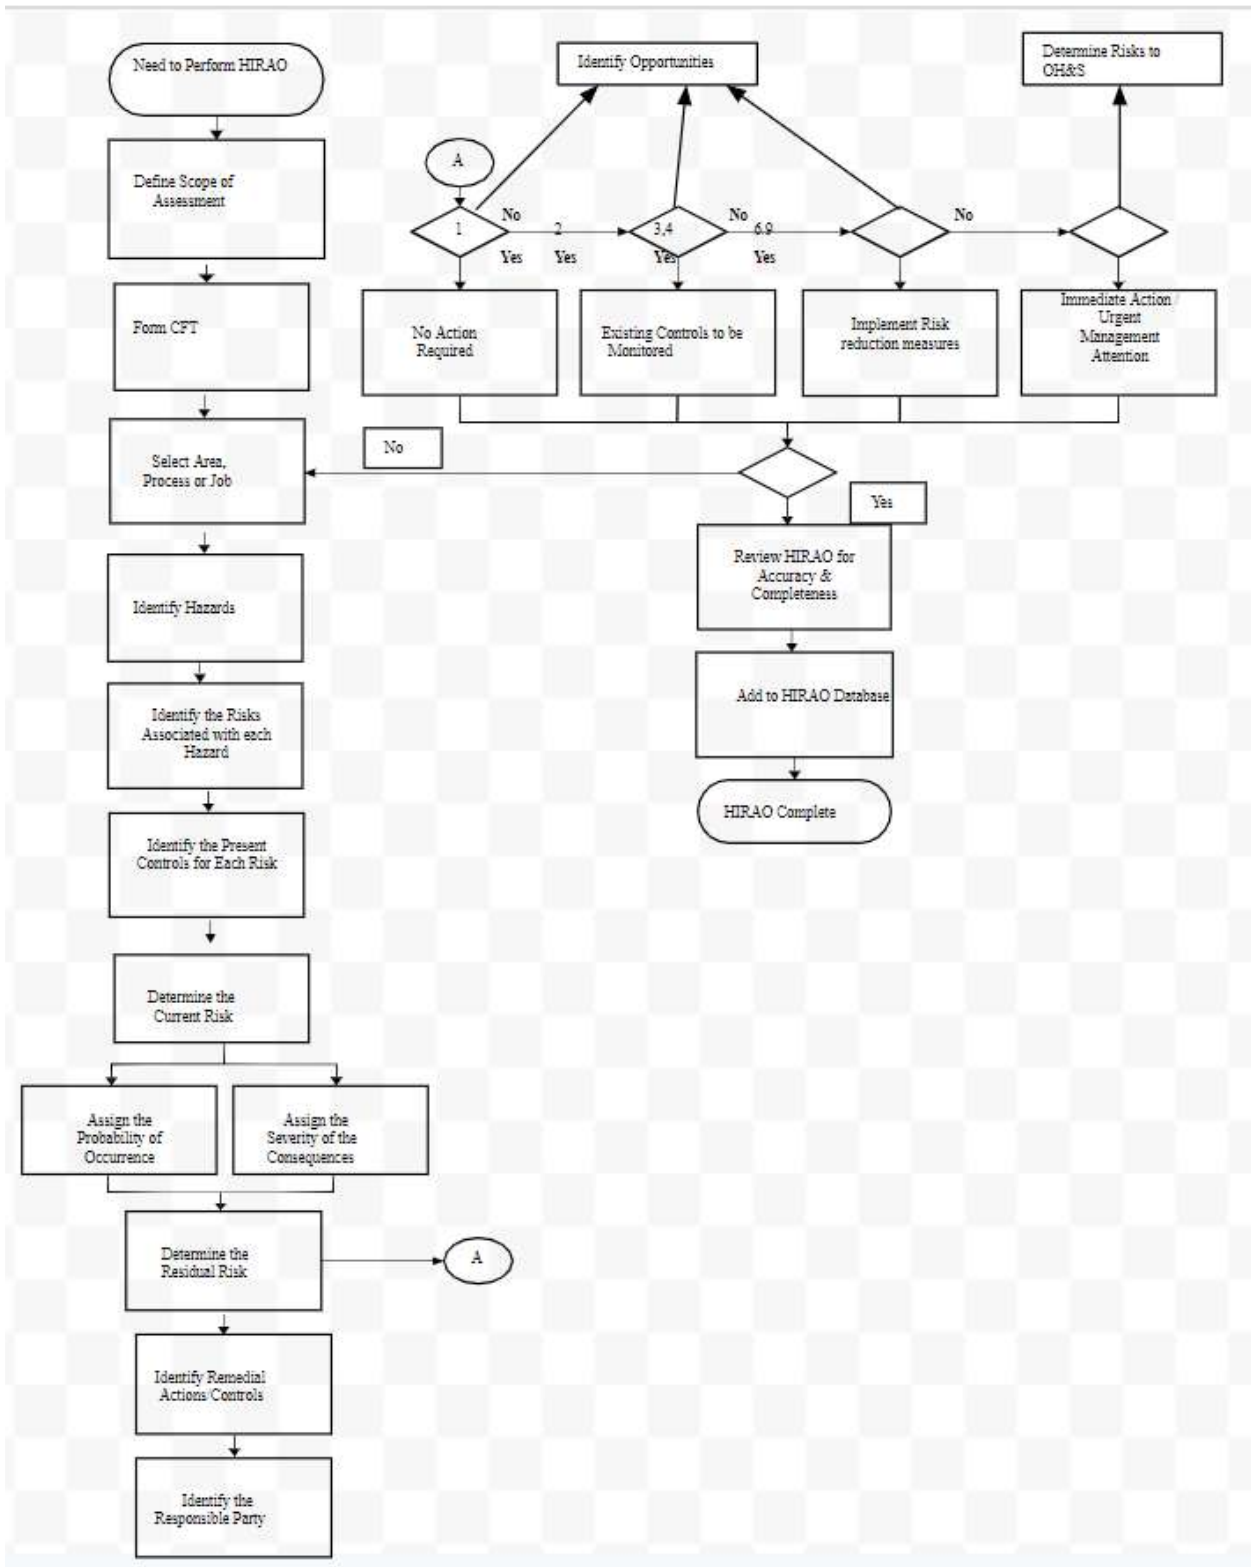 Need to Perform HIRAO
Define Scope of
Assessment
Form CFT
Select Area,
Process or Job
Identify Hazards
Identify the Risks
Associated with each
Hazard
Identify the Present
Controls for Each Risk
Determine the
Current Risk
Assign the
Probability of
Occurrence
Assign the
Severity of the
Consequences
Determine the
Residual Risk
A
Identify Remedial
Actions/Controls
Identify the
Responsible Party
Identify Opportunities
Determine Risks to
OH&S
A
1
No
2
3,4
No
6.9
No
Yes
Yes
Yes
Yes
No Action
Required
Existing Controls to be
Monitored
Implement Risk
reduction measures
Immediate Action /
Urgent
Management
Attention
No
Yes
Review HIRAO for
Accuracy &
Completeness
Add to HIRAO Database
HIRAO Complete